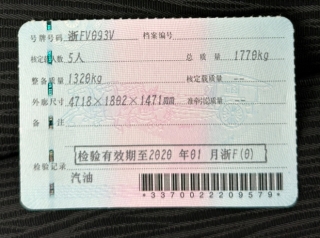 号牌号码 浙FV093V 档案编号
核定载人数 5人 总质量 1770kg
整备质量 1320kg 核定载质量 --
外廓尺寸 4718×1802×1471mm 准牵引总质量 --
备注
检验有效期至2020年01月浙F(0)
检验记录
汽油
*3370022209579*